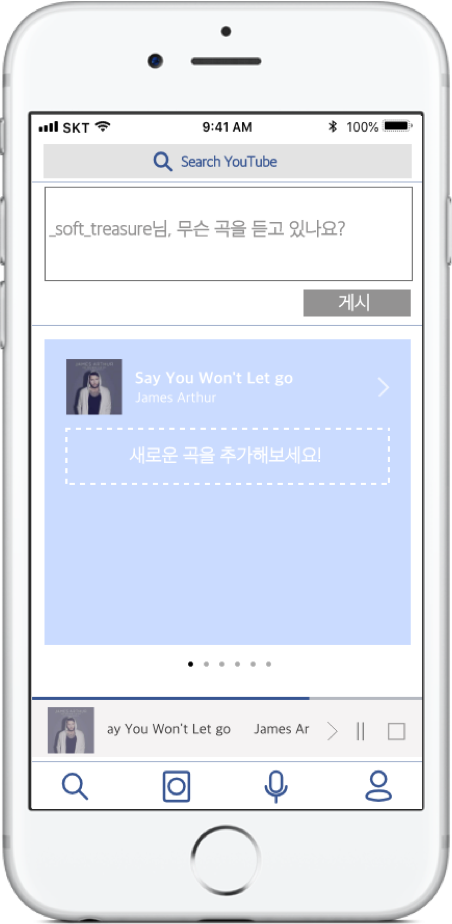 SKT 9:41 AM 100%
Search YouTube
_soft_treasure님, 무슨 곡을 듣고 있나요?
게시
Say You Won't Let go
James Arthur
새로운 곡을 추가해보세요!
ay You Won't Let go James Ar